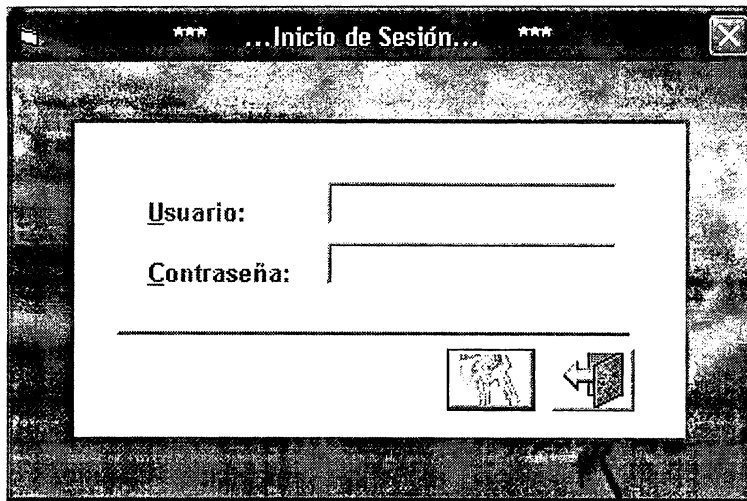 *** ...Inicio de Sesión... ***
Usuario:
Contraseña: